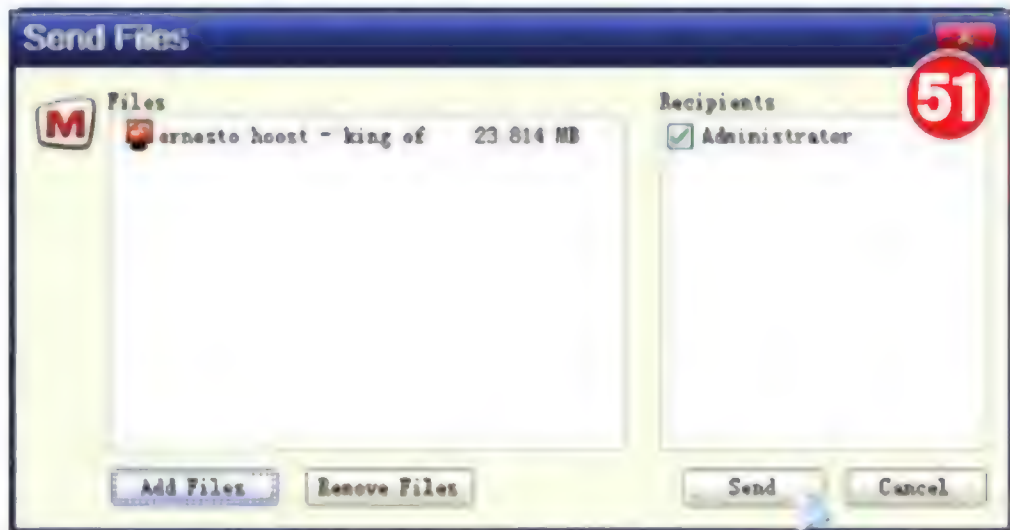 Send Files
51
M
Files
Recipients
ernesto hoost - king of 23 814 MB
Administrator
Add Files
Remove Files
Send
Cancel